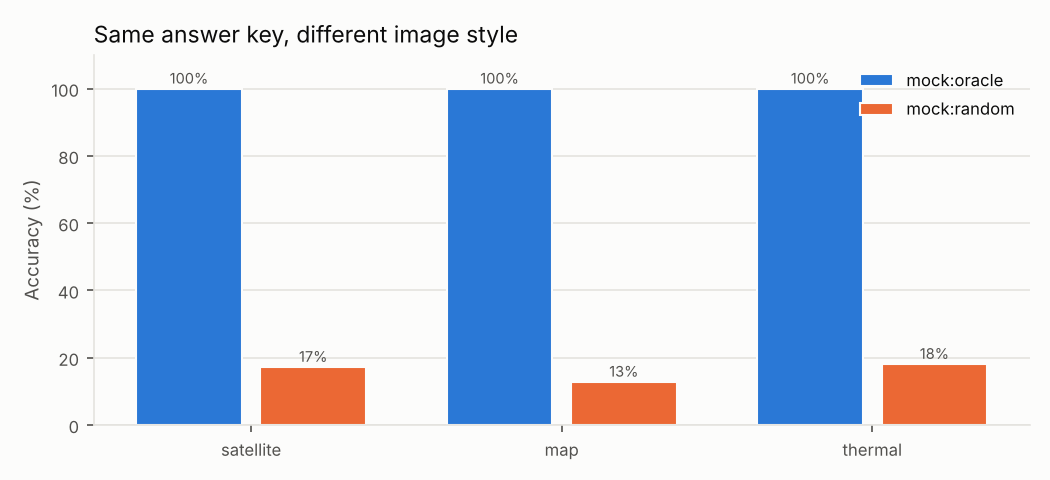 Same answer key, different image style
100% 100% 100%
mock:oracle
mock:random
Accuracy (%)
100
80
60
40
20
0
17% 13% 18%
satellite map thermal